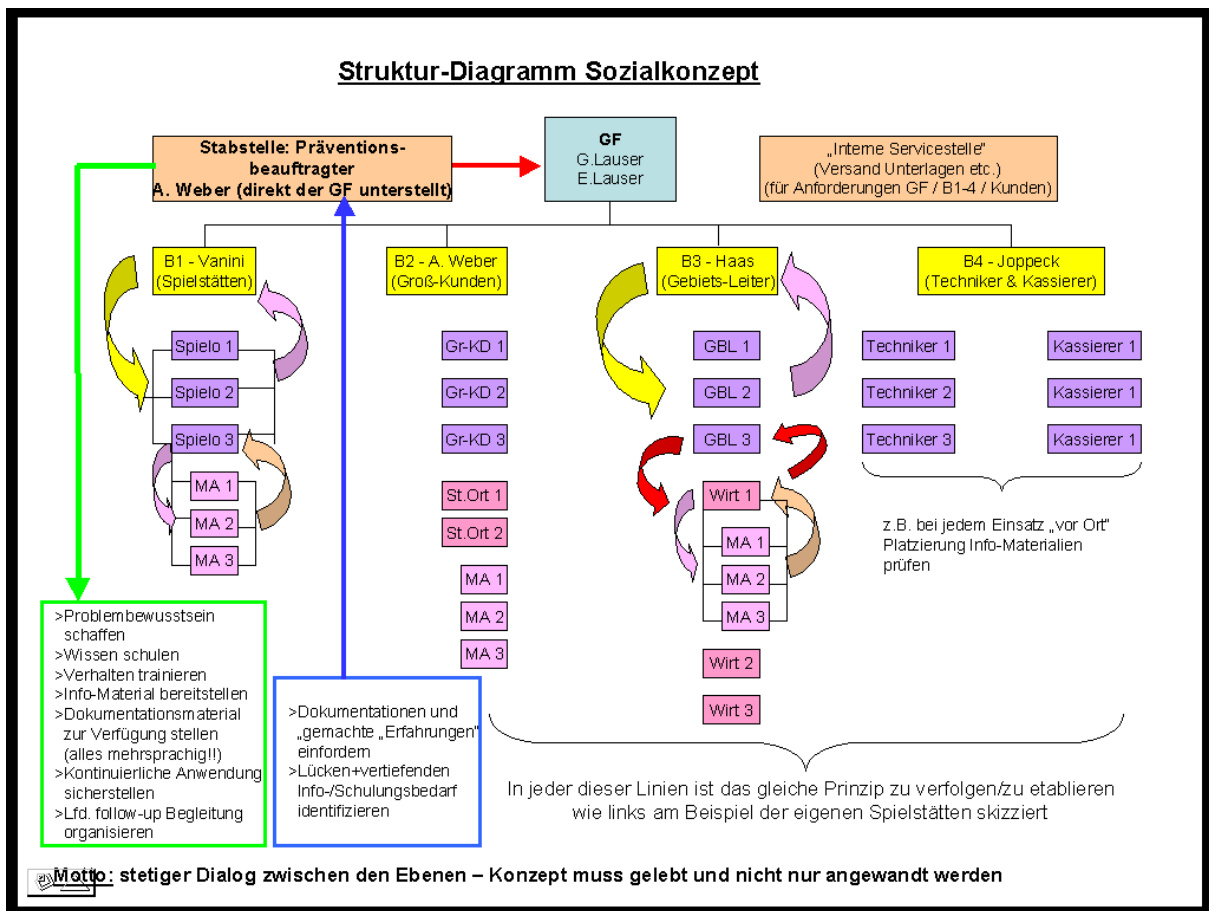 Struktur-Diagramm Sozialkonzept
Stabstelle: Präventions-
beauftragter
A. Weber (direkt der GF unterstellt)
GF
G.Lauser
E.Lauser
„Interne Servicestelle"
(Versand Unterlagen etc.)
(für Anforderungen GF / B1-4 / Kunden)
B1 - Vanini
(Spielstätten)
B2 - A. Weber
(Groß-Kunden)
B3 - Haas
(Gebiets-Leiter)
B4 - Joppeck
(Techniker & Kassierer)
Spielo 1
Spielo 2
Spielo 3
MA 1
MA 2
MA 3
Gr-KD 1
Gr-KD 2
Gr-KD 3
St.Ort 1
St.Ort 2
MA 1
MA 2
MA 3
GBL 1
GBL 2
GBL 3
Wirt 1
MA 1
MA 2
MA 3
Wirt 2
Wirt 3
Techniker 1
Techniker 2
Techniker 3
Kassierer 1
Kassierer 1
Kassierer 1
z.B. bei jedem Einsatz „vor Ort"
Platzierung Info-Materialien
prüfen
>Problembewusstsein
schaffen
>Wissen schulen
>Verhalten trainieren
>Info-Material bereitstellen
>Dokumentationsmaterial
zur Verfügung stellen
(alles mehrsprachig!!)
>Kontinuierliche Anwendung
sicherstellen
>Lfd. follow-up Begleitung
organisieren
>Dokumentationen und
„gemachte „Erfahrungen"
einfordern
>Lücken+vertiefenden
Info-/Schulungsbedarf
identifizieren
In jeder dieser Linien ist das gleiche Prinzip zu verfolgen/zu etablieren
wie links am Beispiel der eigenen Spielstätten skizziert
Motto: stetiger Dialog zwischen den Ebenen – Konzept muss gelebt und nicht nur angewandt werden